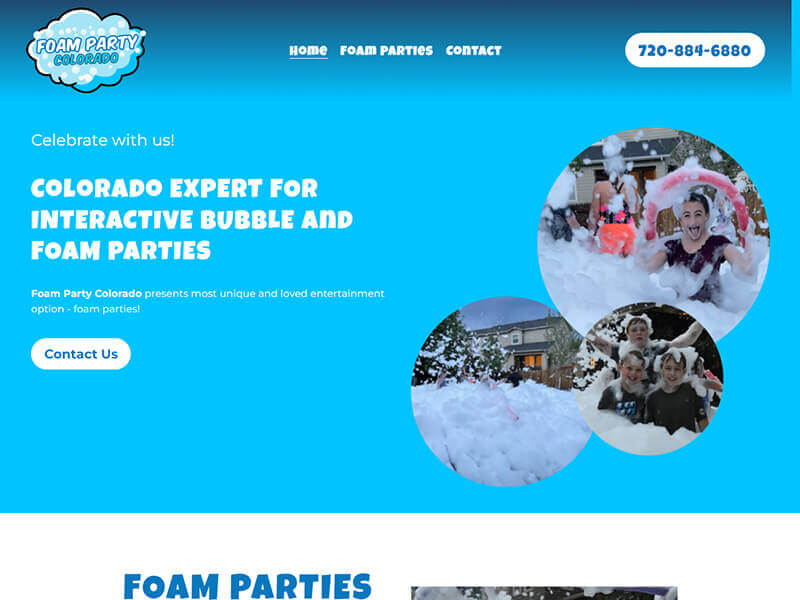 FOAM PARTY
COLORADO
Home Foam Parties Contact
720-884-6880
Celebrate with us!
Colorado Expert for
Interactive Bubble and
Foam Parties
Foam Party Colorado presents most unique and loved entertainment
option - foam parties!
Contact Us
FOAM PARTIES